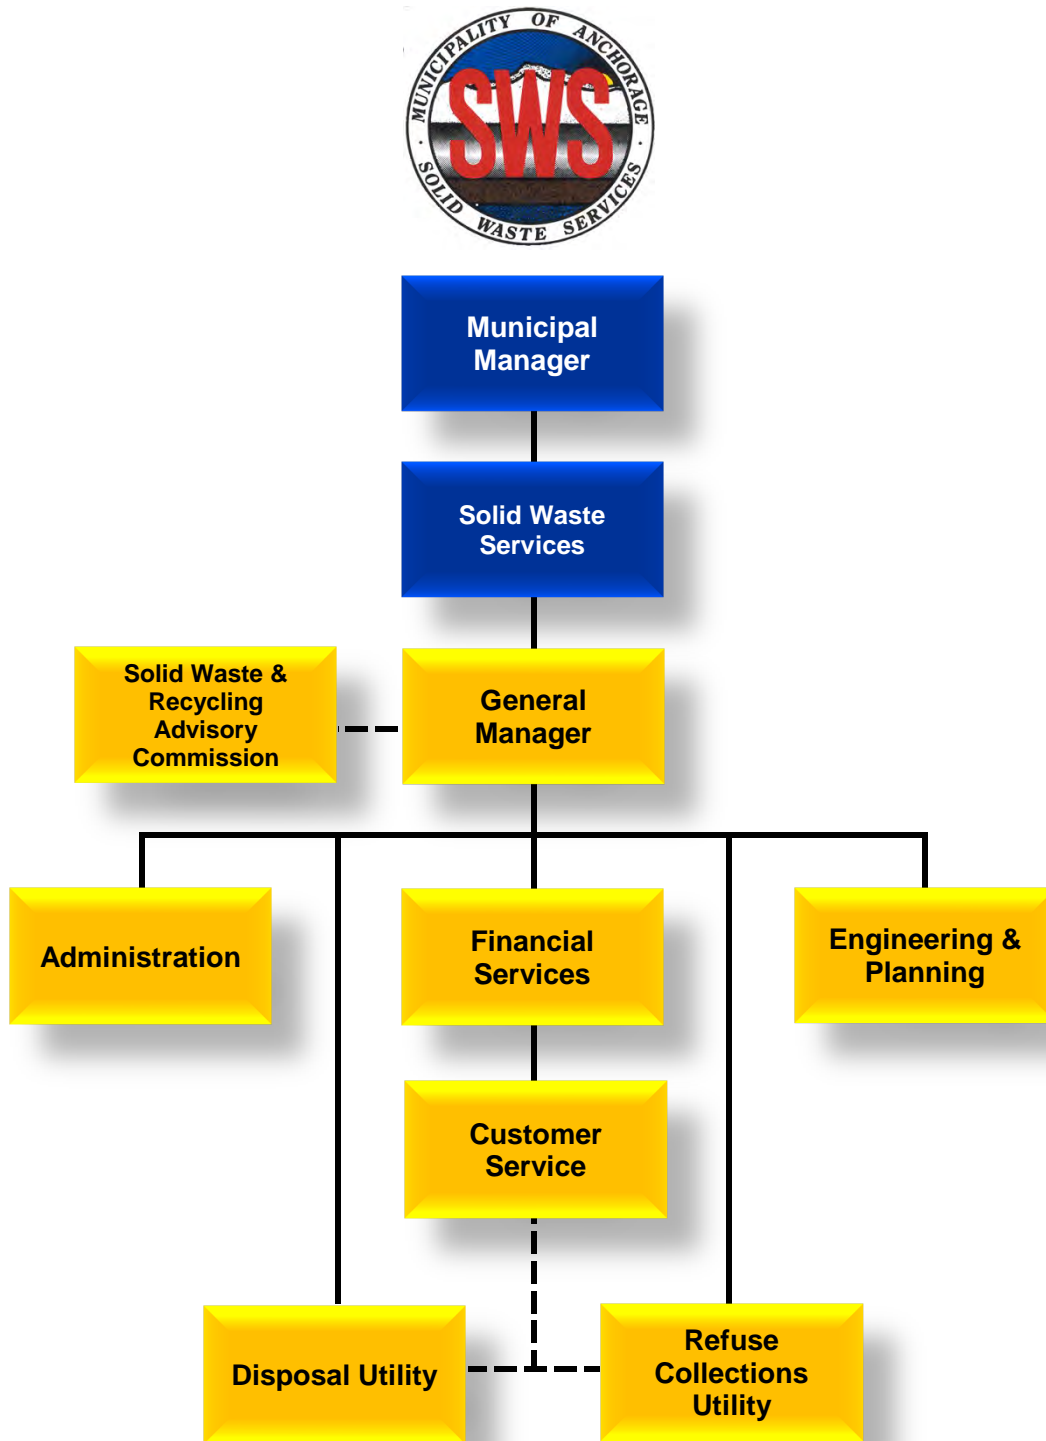 · MUNICIPALITY OF ANCHORAGE ·
SWS
SOLID WASTE SERVICES
Municipal
Manager
Solid Waste
Services
Solid Waste &
Recycling
Advisory
Commission
General
Manager
Administration
Financial
Services
Engineering &
Planning
Customer
Service
Disposal Utility
Refuse
Collections
Utility